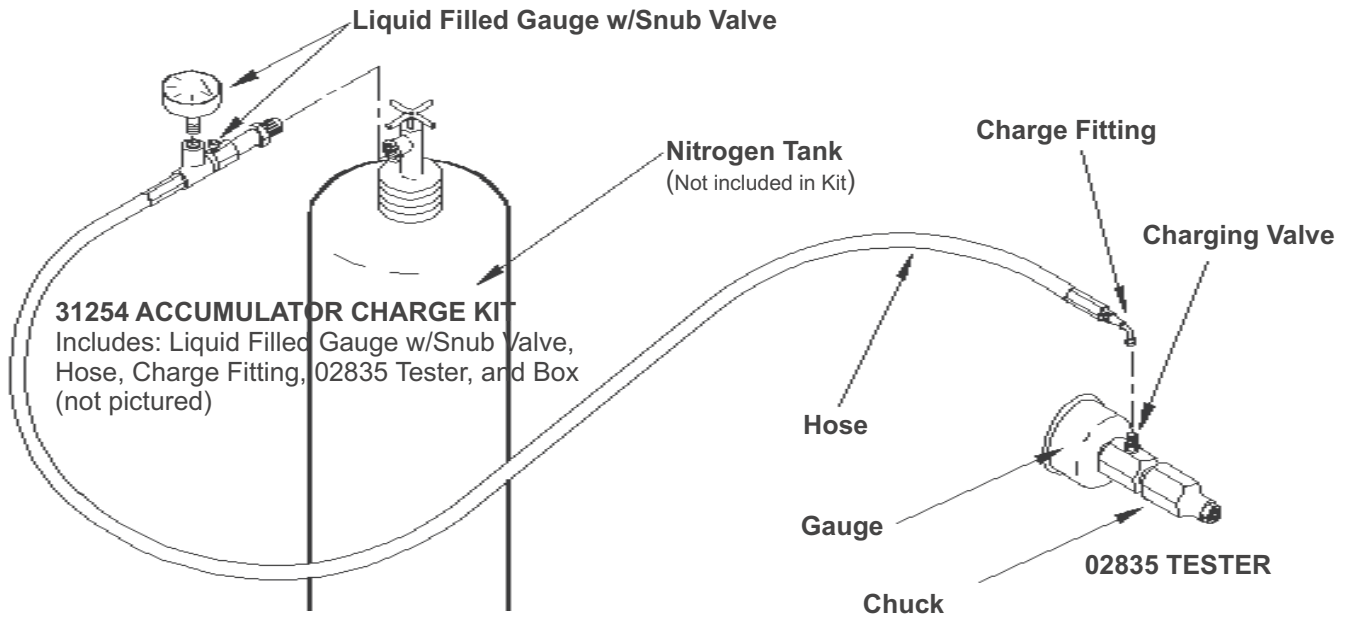 Liquid Filled Gauge w/Snub Valve
Nitrogen Tank
(Not included in Kit)
Charge Fitting
Charging Valve
31254 ACCUMULATOR CHARGE KIT
Includes: Liquid Filled Gauge w/Snub Valve,
Hose, Charge Fitting, 02835 Tester, and Box
(not pictured)
Hose
Gauge
02835 TESTER
Chuck